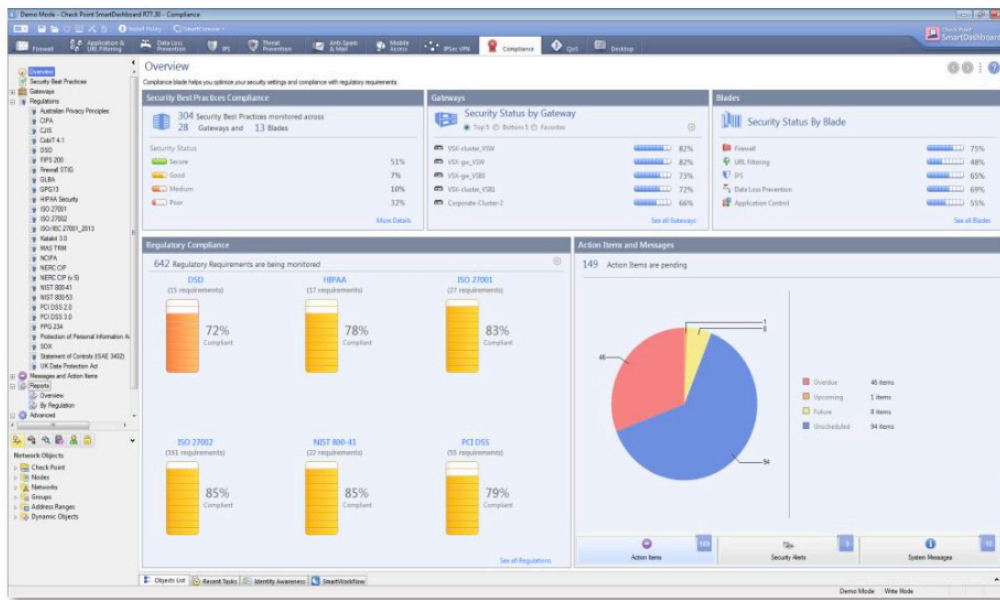 Demo Mode - Check Point SmartDashboard R77.30 - Compliance
Install Policy SmartConsole
Check Point
SmartDashboard
Firewall
Application & URL Filtering
Data Loss Prevention
IPS
Threat Prevention
Anti-Spam & Mail
Mobile Access
IPSec VPN
Compliance
QoS
Desktop
Overview
Security Best Practices
Gateways
Regulations
Australian Privacy Principles
CIPA
CJIS
CobiT 4.1
DSD
FIPS 200
Firewall STIG
GLBA
GPG13
HIPAA Security
ISO 27001
ISO 27002
ISO/IEC 27001_2013
Katakri 3.0
MAS TRM
NCIPA
NERC CIP
NERC CIP (v.5)
NIST 800-41
NIST 800-53
PCI DSS 2.0
PCI DSS 3.0
PPG 234
Protection of Personal Information A
SOX
Statement of Controls (ISAE 3402)
UK Data Protection Act
Messages and Action Items
Reports
Overview
By Regulation
Advanced
Network Objects
Check Point
Nodes
Networks
Groups
Address Ranges
Dynamic Objects
Overview
Compliance blade helps you optimize your security settings and compliance with regulatory requirements.
Security Best Practices Compliance
304 Security Best Practices monitored across
28 Gateways and 13 Blades
Security Status
Secure 51%
Good 7%
Medium 10%
Poor 32%
More Details
Gateways
Security Status by Gateway
Top 5 Bottom 5 Favorites
VSX-cluster_VSW 82%
VSX-gw_VSW 82%
VSX-gw_VSB1 73%
VSX-cluster_VSB1 72%
Corporate-Cluster-2 66%
See all Gateways
Blades
Security Status By Blade
Firewall 75%
URL Filtering 48%
IPS 65%
Data Loss Prevention 69%
Application Control 55%
See all Blades
Regulatory Compliance
642 Regulatory Requirements are being monitored
DSD HIPAA ISO 27001
(33 requirements) (57 requirements) (27 requirements)
72% 78% 83%
Compliant Compliant Compliant
ISO 27002 NIST 800-41 PCI DSS
(161 requirements) (22 requirements) (55 requirements)
85% 85% 79%
Compliant Compliant Compliant
See all Regulations
Action Items and Messages
149 Action Items are pending
1
8
46
94
Overdue 46 items
Upcoming 1 items
Future 8 items
Unscheduled 94 items
149
Action Items
Security Alerts
System Messages
Objects List Recent Tasks Identity Awareness SmartWorkflow
Demo Mode Write Mode